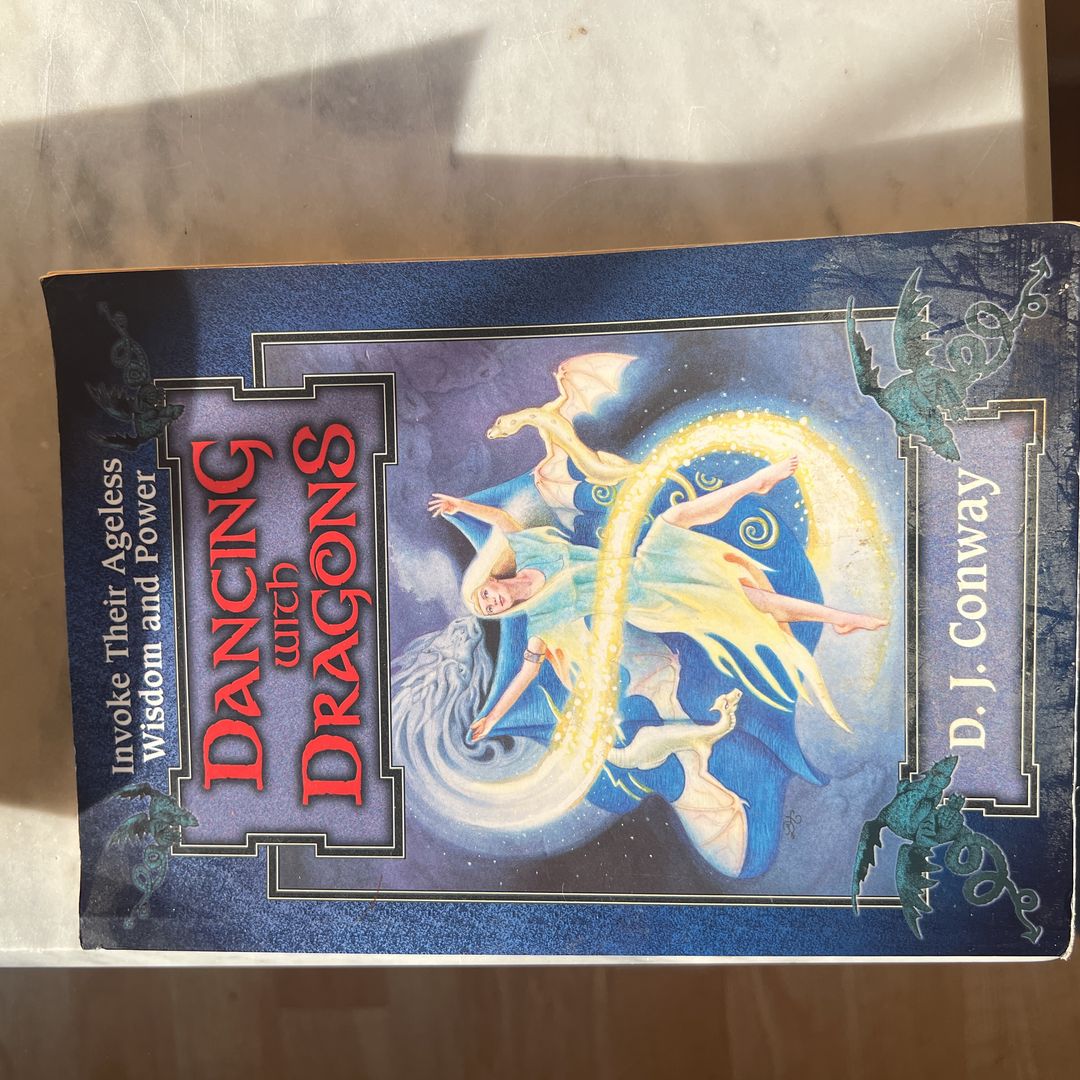 Invoke Their Ageless
Wisdom and Power
DANCING
with
DRAGONS
D. J. Conway